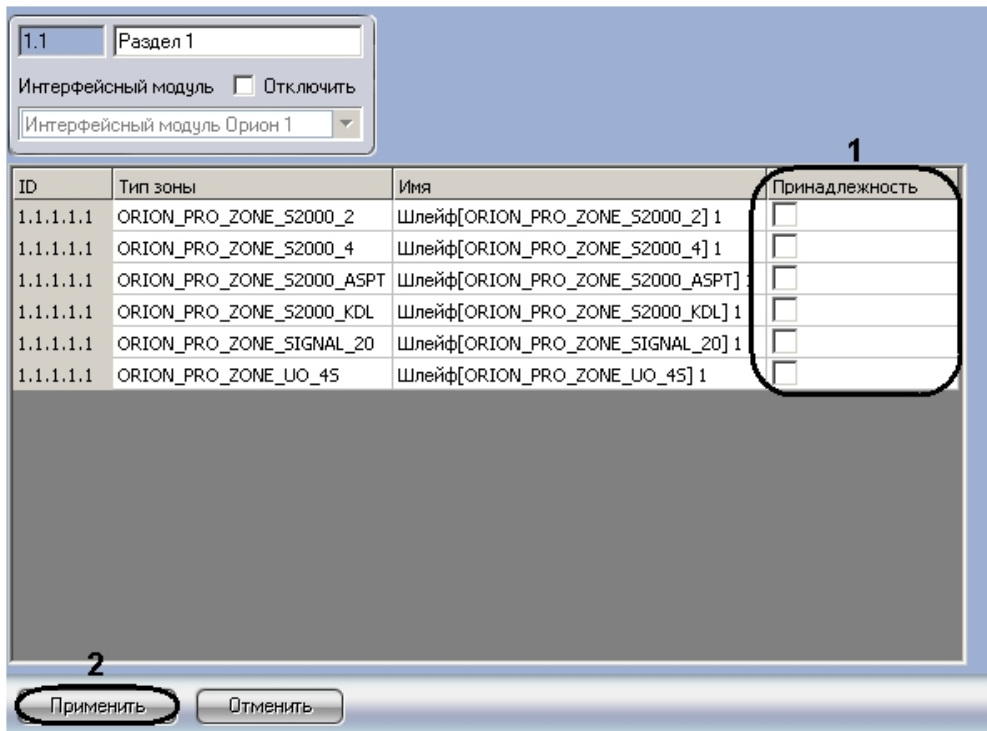 1.1 Раздел 1
Интерфейсный модуль Отключить
Интерфейсный модуль Орион 1
1
ID Тип зоны Имя Принадлежность
1.1.1.1.1 ORION_PRO_ZONE_S2000_2 Шлейф[ORION_PRO_ZONE_S2000_2] 1
1.1.1.1.1 ORION_PRO_ZONE_S2000_4 Шлейф[ORION_PRO_ZONE_S2000_4] 1
1.1.1.1.1 ORION_PRO_ZONE_S2000_ASPT Шлейф[ORION_PRO_ZONE_S2000_ASPT] 1
1.1.1.1.1 ORION_PRO_ZONE_S2000_KDL Шлейф[ORION_PRO_ZONE_S2000_KDL] 1
1.1.1.1.1 ORION_PRO_ZONE_SIGNAL_20 Шлейф[ORION_PRO_ZONE_SIGNAL_20] 1
1.1.1.1.1 ORION_PRO_ZONE_UO_4S Шлейф[ORION_PRO_ZONE_UO_4S] 1
2
Применить Отменить